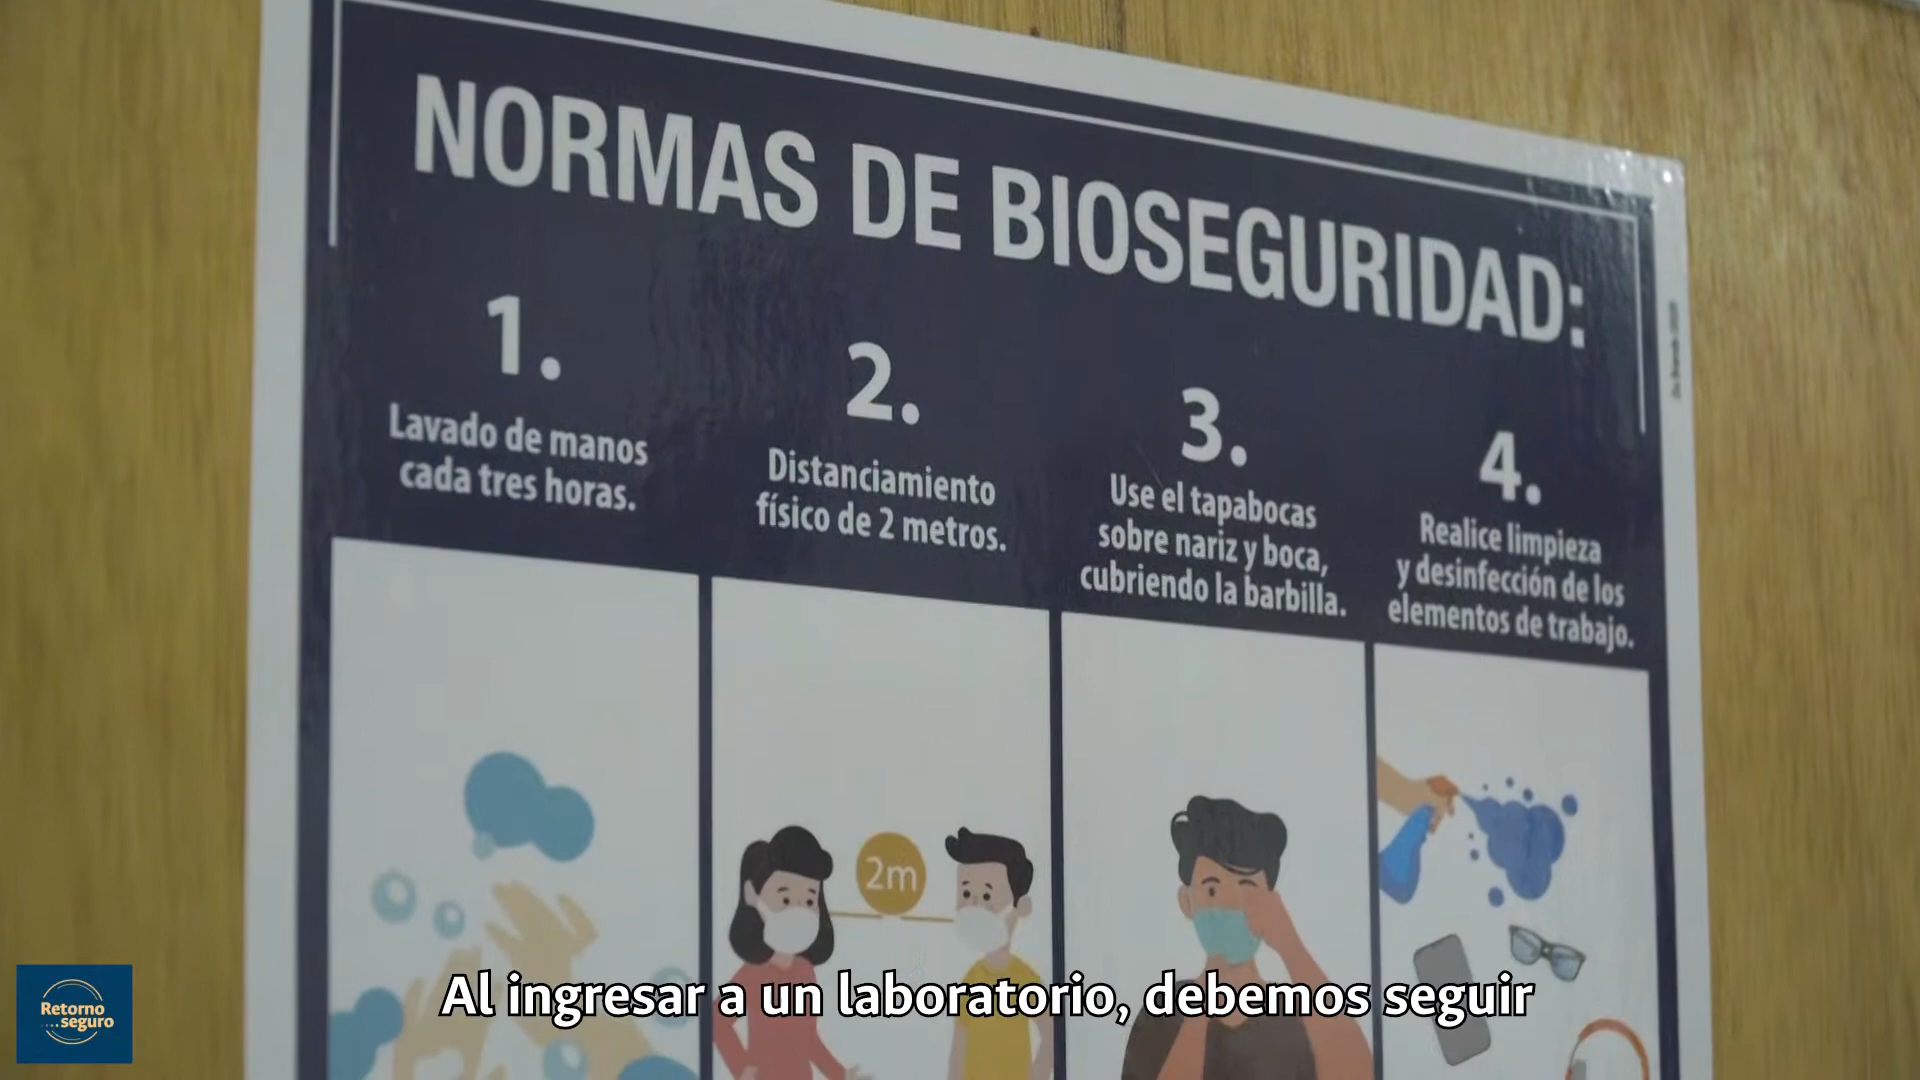 NORMAS DE BIOSEGURIDAD:
1.
Lavado de manos
cada tres horas.
2.
Distanciamiento
físico de 2 metros.
3.
Use el tapabocas
sobre nariz y boca,
cubriendo la barbilla.
4.
Realice limpieza
y desinfección de los
elementos de trabajo.
2m
Al ingresar a un laboratorio, debemos seguir
Retorno
...seguro